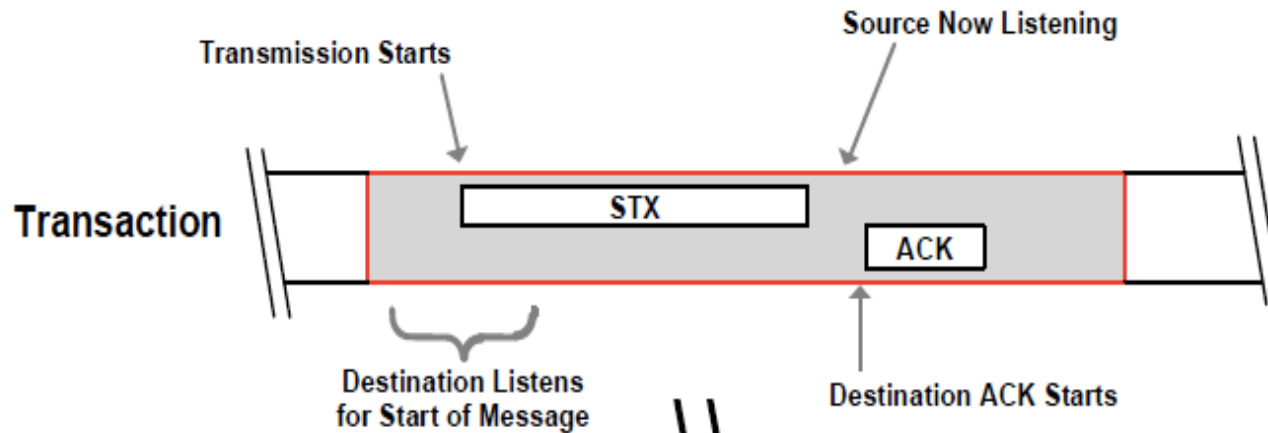 Source Now Listening
Transmission Starts
Transaction
STX
ACK
Destination Listens
for Start of Message
Destination ACK Starts